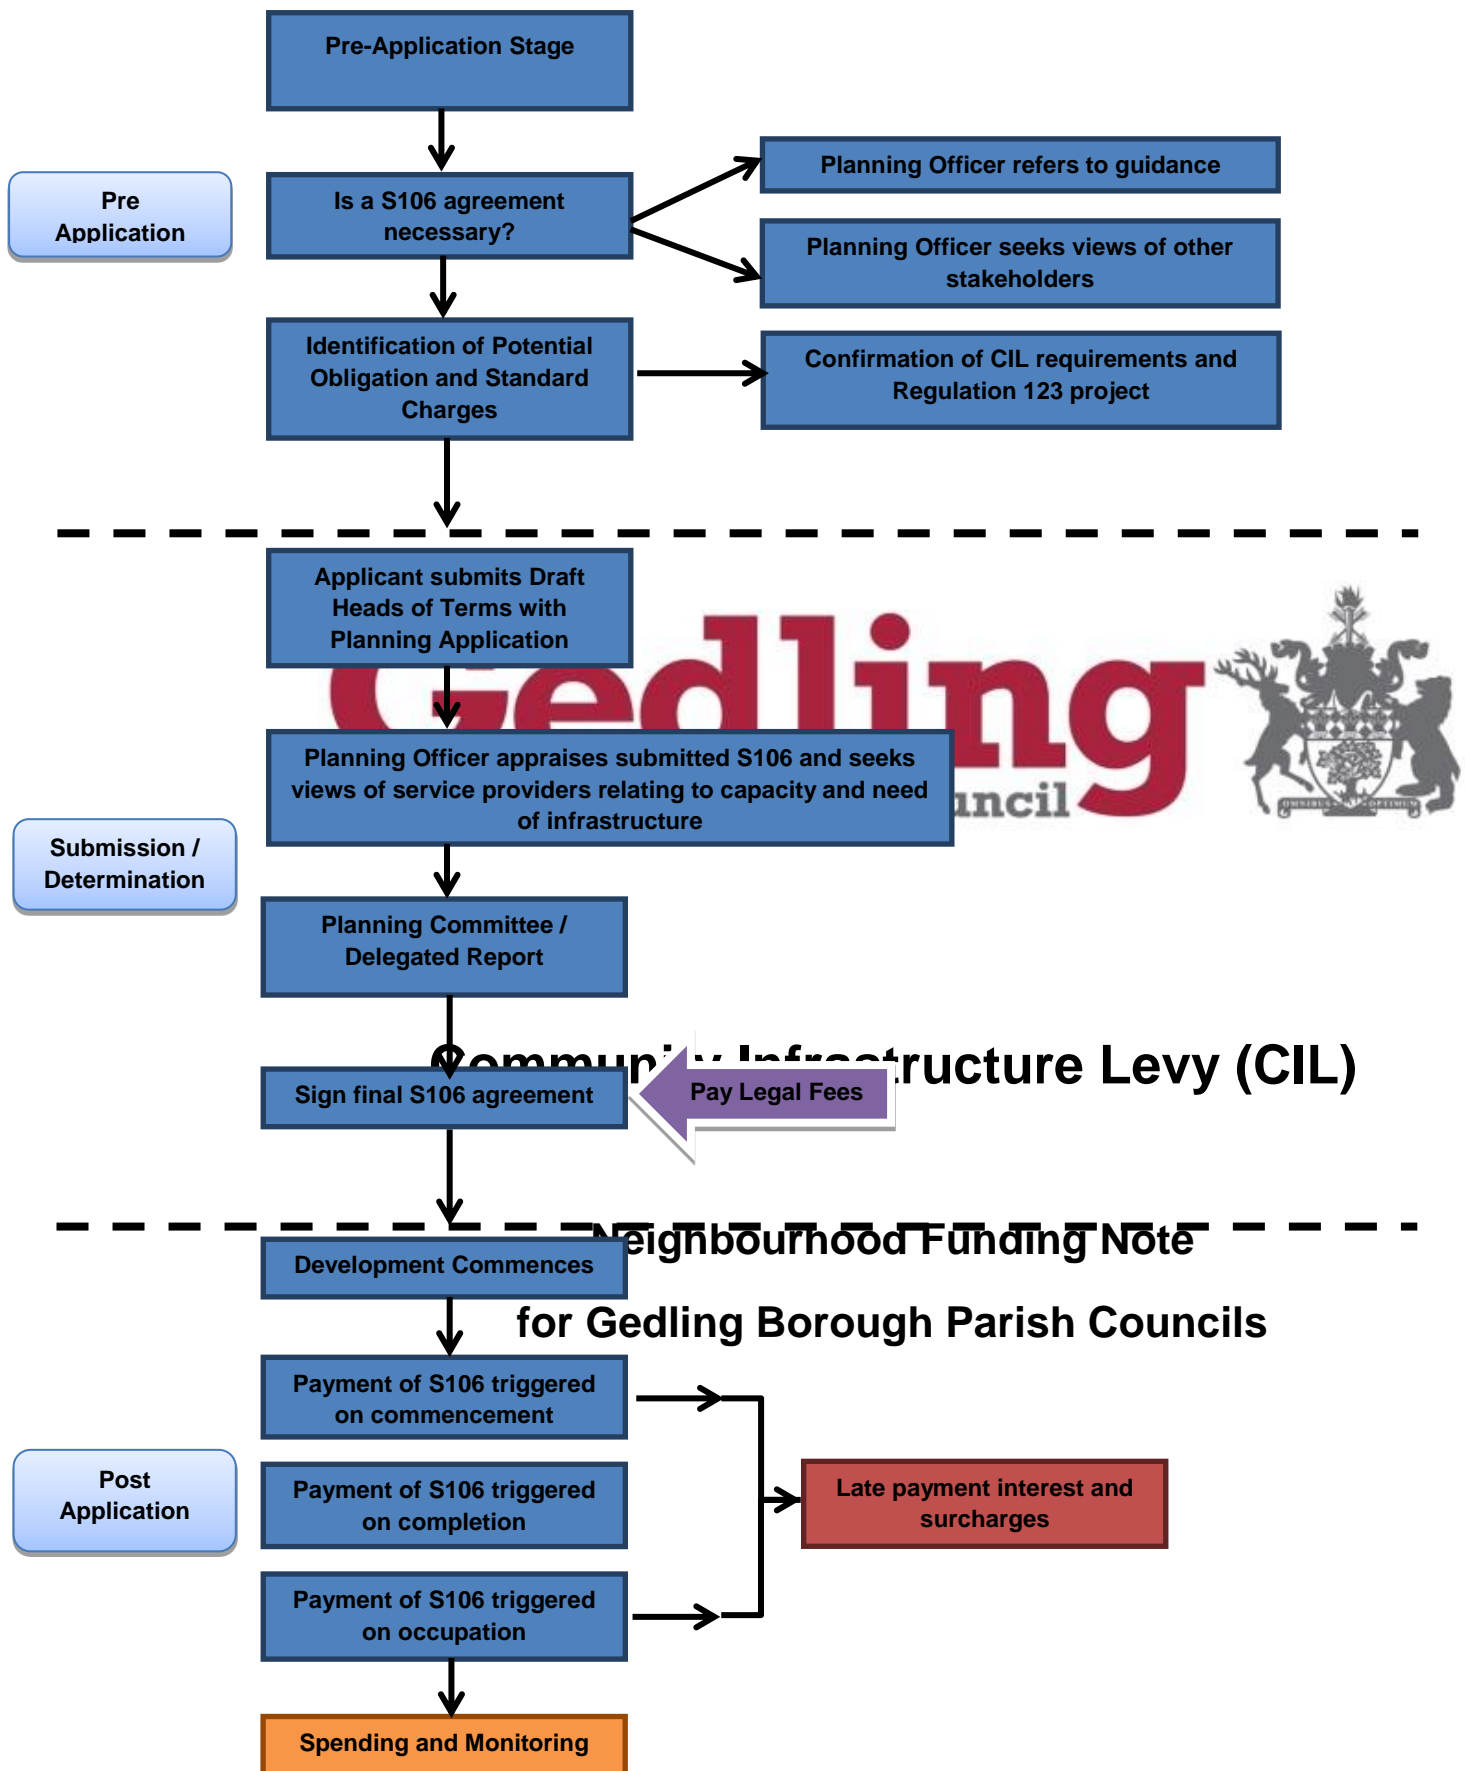 Pre-Application Stage
Pre
Application
Is a S106 agreement
necessary?
Planning Officer refers to guidance
Planning Officer seeks views of other
stakeholders
Identification of Potential
Obligation and Standard
Charges
Confirmation of CIL requirements and
Regulation 123 project
Applicant submits Draft
Heads of Terms with
Planning Application
Gedling
OMNIBUS OPTIMUM
Planning Officer appraises submitted S106 and seeks
views of service providers relating to capacity and need
of infrastructure
Submission /
Determination
Planning Committee /
Delegated Report
Community Infrastructure Levy (CIL)
Sign final S106 agreement
Pay Legal Fees
Neighbourhood Funding Note
Development Commences
for Gedling Borough Parish Councils
Payment of S106 triggered
on commencement
Post
Application
Payment of S106 triggered
on completion
Late payment interest and
surcharges
Payment of S106 triggered
on occupation
Spending and Monitoring